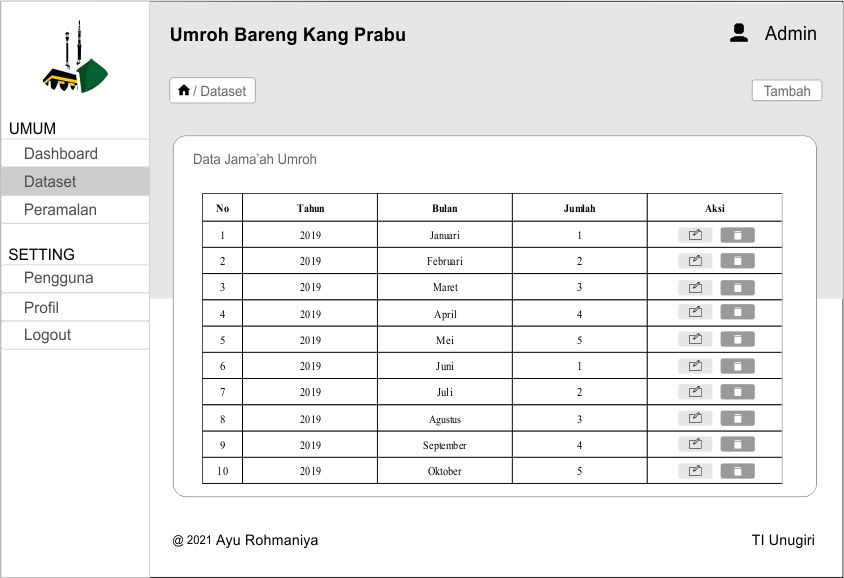 Umroh Bareng Kang Prabu
Admin
/ Dataset
Tambah
UMUM
Dashboard
Dataset
Peramalan
SETTING
Pengguna
Profil
Logout
Data Jama'ah Umroh
No Tahun Bulan Jumlah Aksi
1 2019 Januari 1
2 2019 Februari 2
3 2019 Maret 3
4 2019 April 4
5 2019 Mei 5
6 2019 Juni 1
7 2019 Juli 2
8 2019 Agustus 3
9 2019 September 4
10 2019 Oktober 5
@ 2021 Ayu Rohmaniya
TI Unugiri